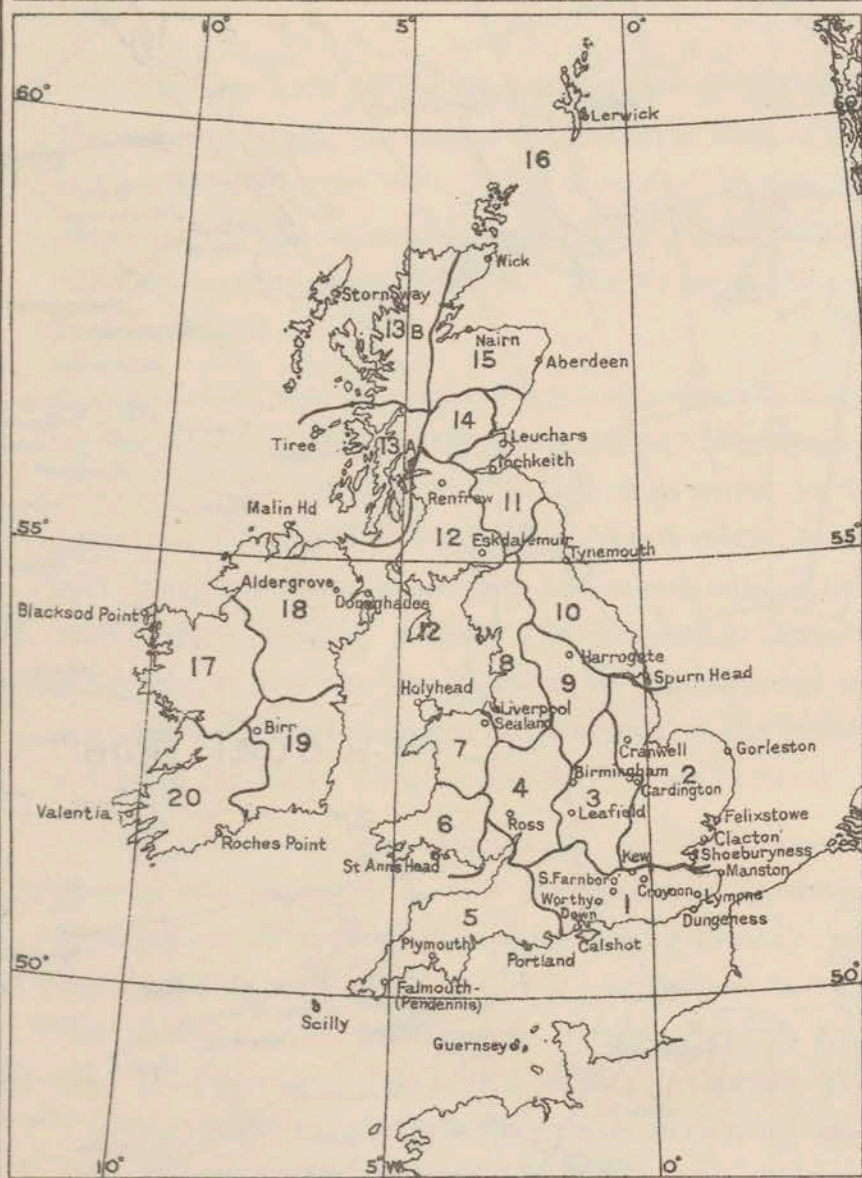 10° 5° 0° 5°
60° 60°
Lerwick
16
Wick
Stornoway
13 B
Nairn
15
Aberdeen
14
Tiree
13 A
Leuchars
Inchkeith
Renfrew
11
Malin Hd
12
Eskdalemuir
55° 55°
Tynemouth
Aldergrove
18
Donaghadee
Blacksod Point
10
12
17
8
Harrogate
9
Spurn Head
Holyhead
Liverpool
Sealand
Birr
19
7
Cranwell
2
Gorleston
Birmingham
Cardington
4
3
20
Valentia
Leafield
Felixstowe
6
Ross
Clacton
Roches Point
Shoeburyness
St Anns Head
Kew
Manston
S. Farnboro'
Croydon
Lympne
Worthy
Down
1
Dungeness
5
Plymouth
Portland
Calshot
50° 50°
Falmouth-
(Pendennis)
Scilly
Guernsey
10° 5°W. 0°